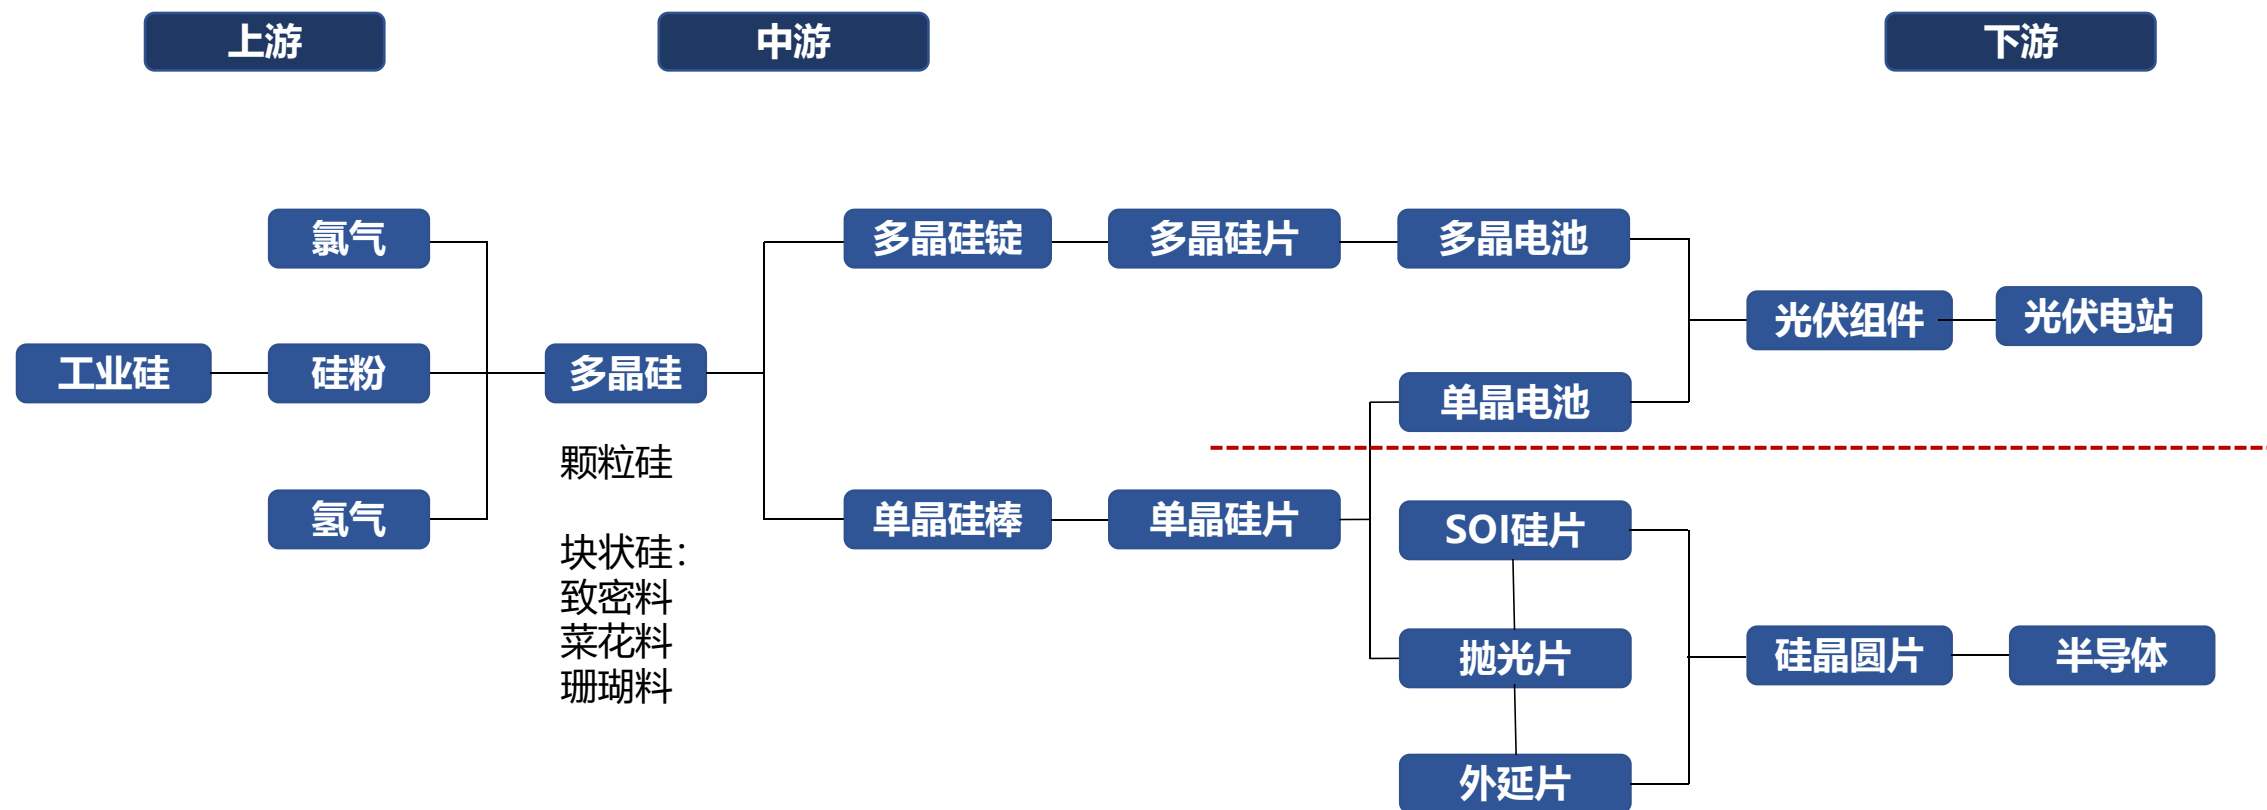 上游
中游
下游
氯气
多晶硅锭
多晶硅片
多晶电池
光伏组件
光伏电站
工业硅
硅粉
多晶硅
单晶电池
颗粒硅
氢气
单晶硅棒
单晶硅片
SOI硅片
块状硅：
致密料
菜花料
珊瑚料
抛光片
硅晶圆片
半导体
外延片